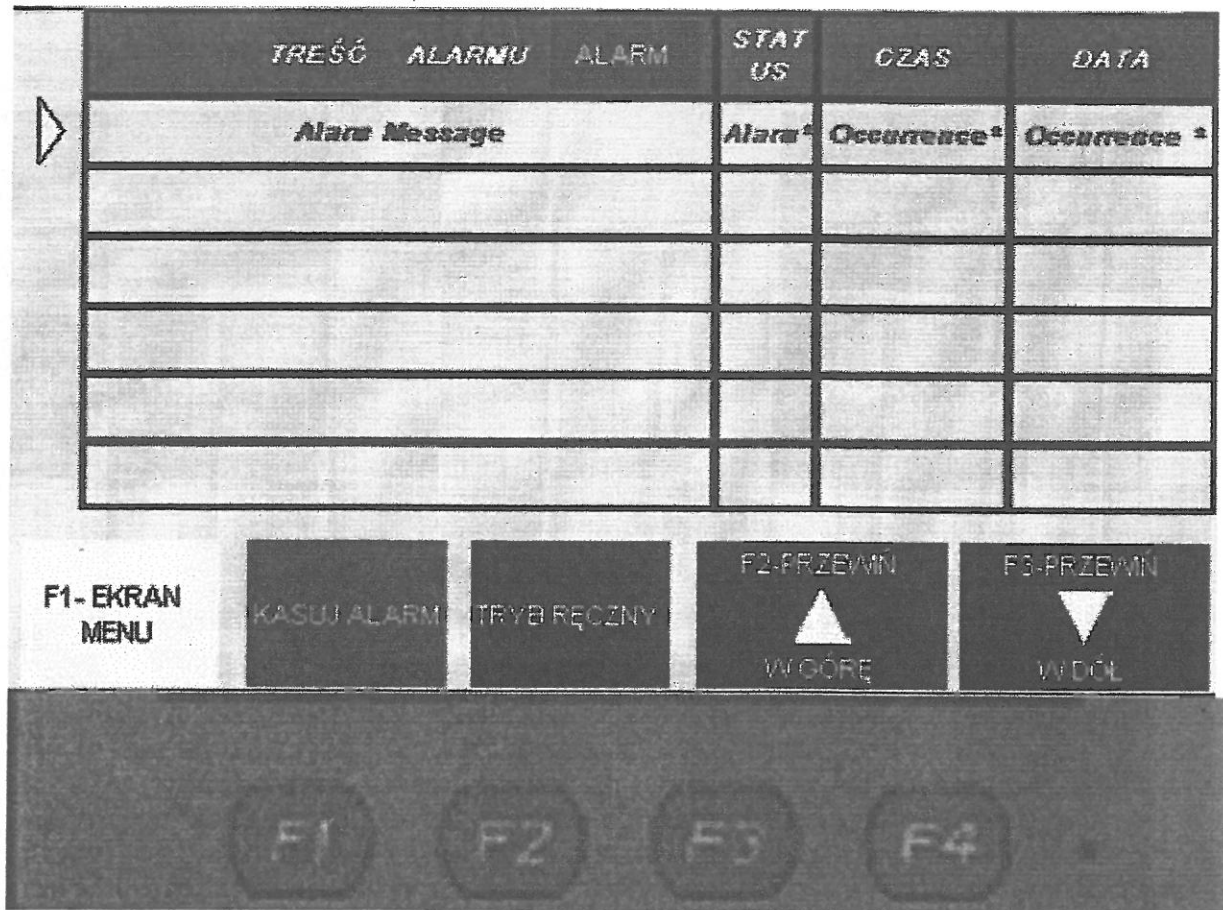 TREŚĆ ALARMU ALARM STAT US CZAS DATA
Alarm Message Alarm* Occurrence* Occurrence *
F1- EKRAN MENU
KASUJ ALARM
TRYB RĘCZNY
F2-PRZEWIŃ
W GÓRĘ
F3-PRZEWIŃ
W DÓŁ
F1 F2 F3 F4